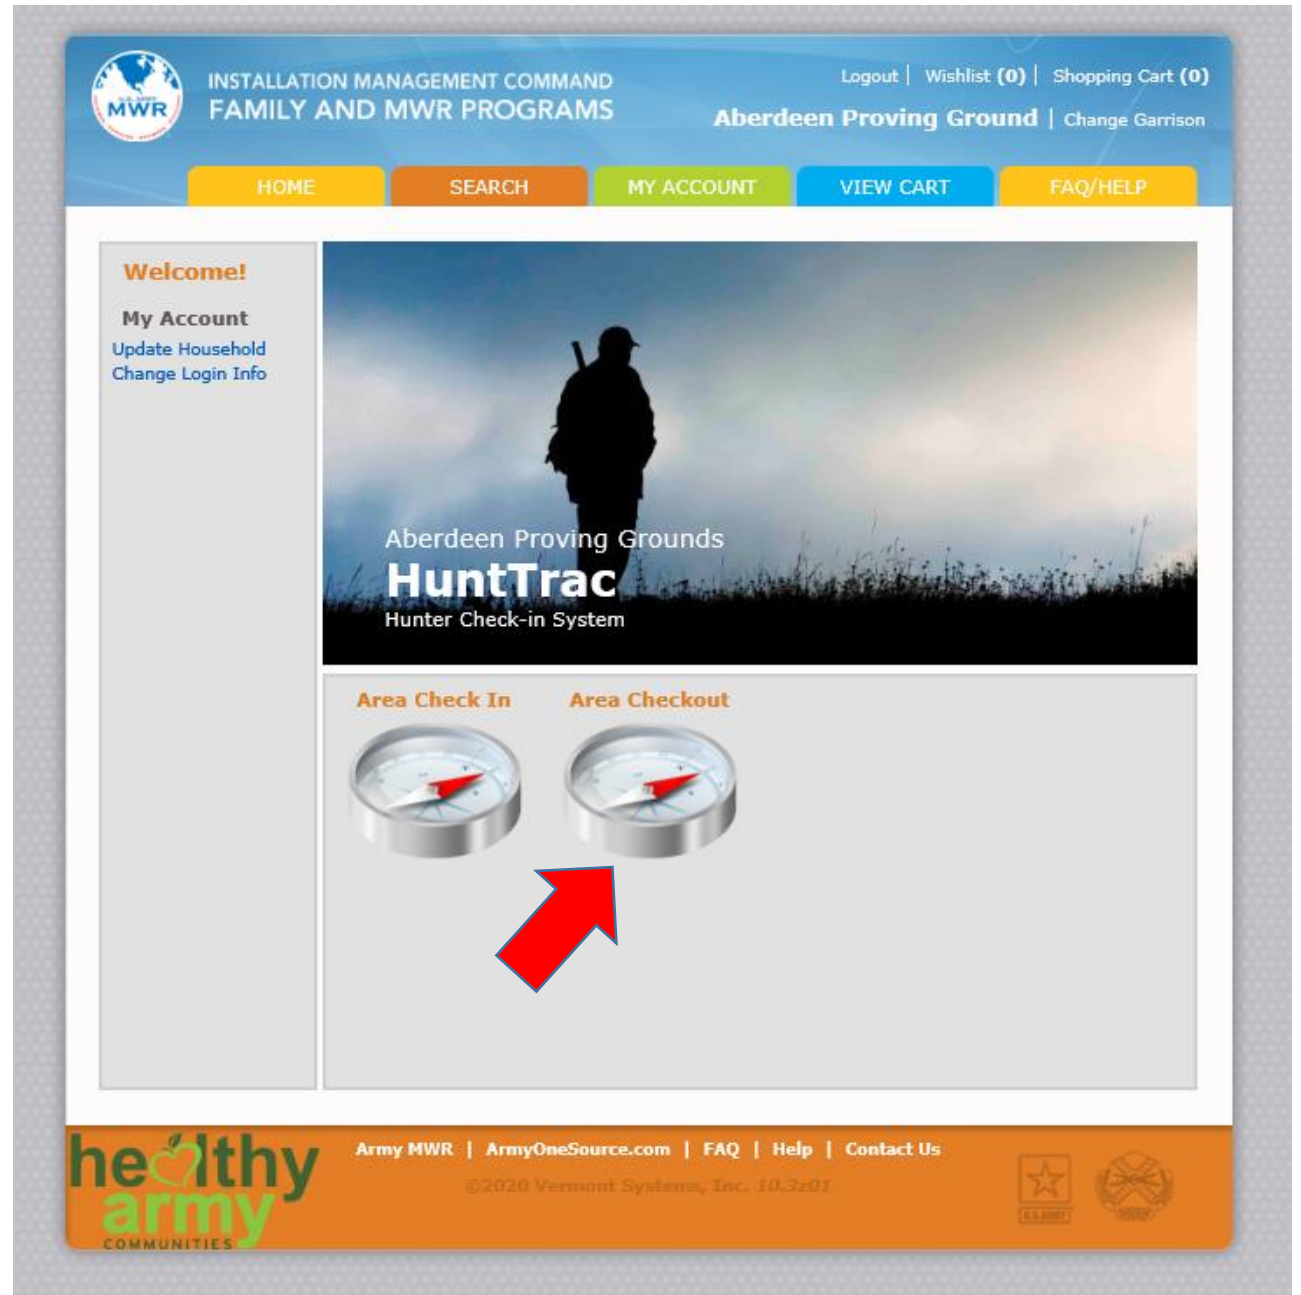 MWR
INSTALLATION MANAGEMENT COMMAND
FAMILY AND MWR PROGRAMS
Logout | Wishlist (0) | Shopping Cart (0)
Aberdeen Proving Ground | Change Garrison
HOME
SEARCH
MY ACCOUNT
VIEW CART
FAQ/HELP
Welcome!
My Account
Update Household
Change Login Info
Aberdeen Proving Grounds
HuntTrac
Hunter Check-in System
Area Check In
Area Checkout
healthy
army
COMMUNITIES
Army MWR | ArmyOneSource.com | FAQ | Help | Contact Us
©2020 Vermont Systems, Inc. 10.3z01
U.S. ARMY